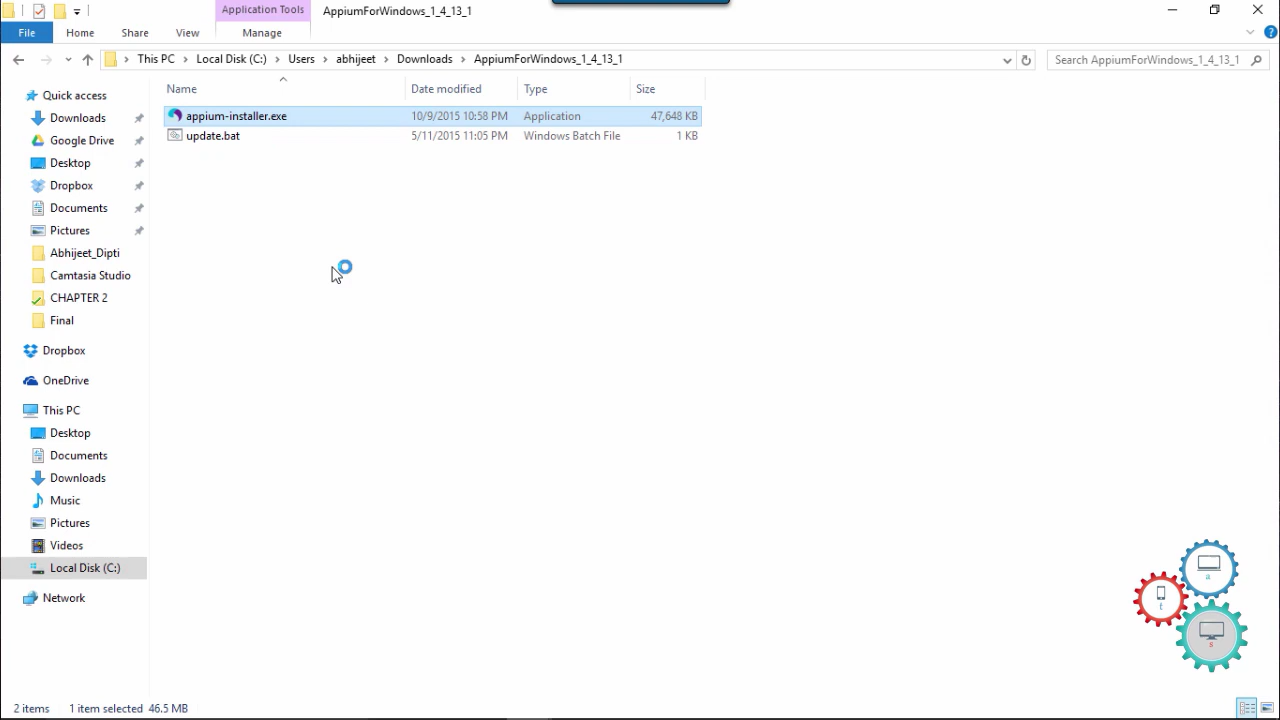 Application Tools
AppiumForWindows_1_4_13_1
File
Home
Share
View
Manage
This PC
Local Disk (C:)
Users
abhijeet
Downloads
AppiumForWindows_1_4_13_1
Search AppiumForWindows_1_4_13_1
Name
Date modified
Type
Size
appium-installer.exe
10/9/2015 10:58 PM
Application
47,648 KB
update.bat
5/11/2015 11:05 PM
Windows Batch File
1 KB
Quick access
Downloads
Google Drive
Desktop
Dropbox
Documents
Pictures
Abhijeet_Dipti
Camtasia Studio
CHAPTER 2
Final
Dropbox
OneDrive
This PC
Desktop
Documents
Downloads
Music
Pictures
Videos
Local Disk (C:)
Network
a
t
s
2 items
1 item selected 46.5 MB